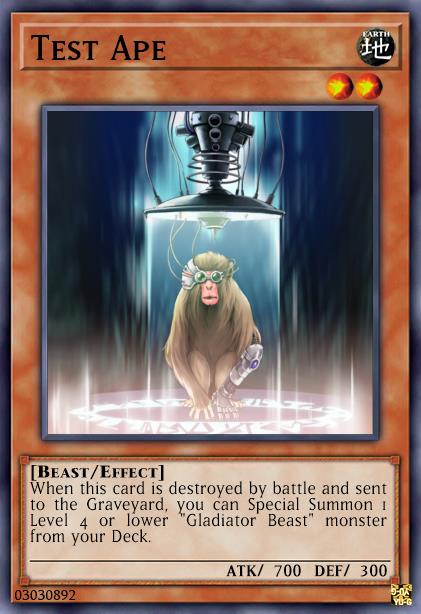 TEST APE
EARTH
地
[BEAST/EFFECT]
When this card is destroyed by battle and sent
to the Graveyard, you can Special Summon 1
Level 4 or lower "Gladiator Beast" monster
from your Deck.
ATK/ 700 DEF/ 300
03030892